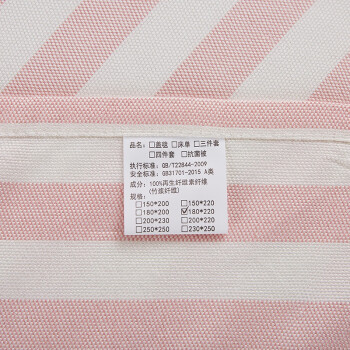 品名：□盖毯 □床单 □三件套
□四件套 □抗菌被
执行标准：GB/T22844-2009
安全标准：GB31701-2015 A类
成分：100%再生纤维素纤维
(竹浆纤维)
规格：
□150*200 □150*220
□180*200 ☑180*220
□200*230 □200*220
□250*250 □230*250